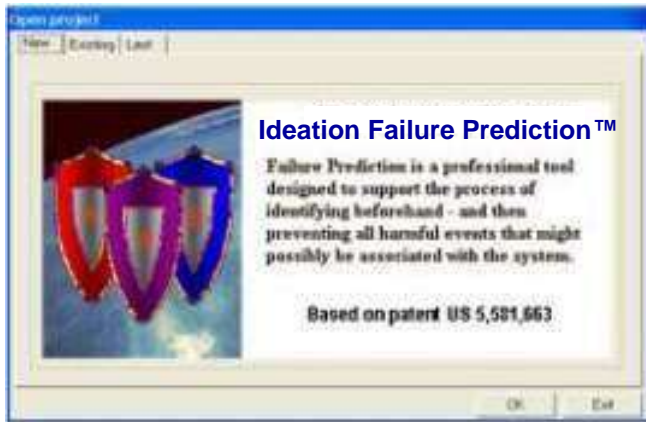 Open project
New Existing Last
Ideation Failure Prediction™
Failure Prediction is a professional tool
designed to support the process of
identifying beforehand - and then
preventing all harmful events that might
possibly be associated with the system.
Based on patent US 5,581,663
OK Exit